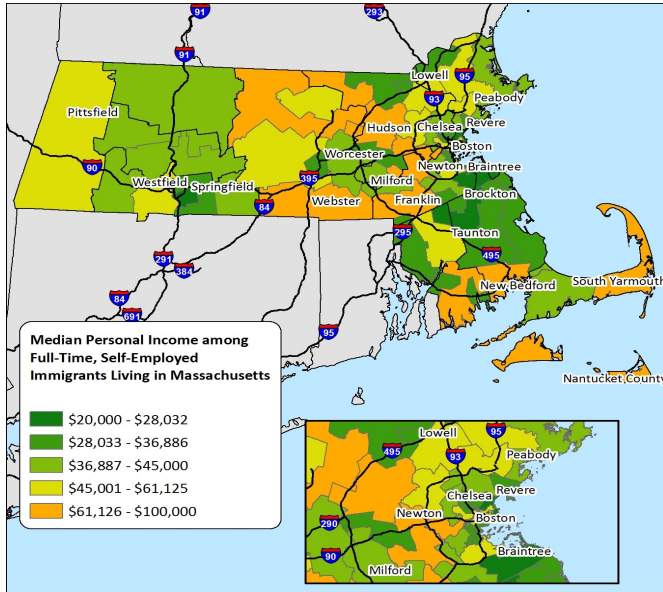 91
293
91
Lowell
95
Pittsfield
93
Peabody
Hudson
Chelsea
Revere
Boston
Worcester
90
Newton
Braintree
395
Milford
Westfield
Springfield
Brockton
Webster
Franklin
84
Taunton
295
495
291
384
South Yarmouth
New Bedford
84
691
95
Nantucket County
Median Personal Income among
Full-Time, Self-Employed
Immigrants Living in Massachusetts
$20,000 - $28,032
$28,033 - $36,886
$36,887 - $45,000
$45,001 - $61,125
$61,126 - $100,000
Lowell
95
495
93
Peabody
Chelsea
Revere
Newton
Boston
290
90
Braintree
Milford